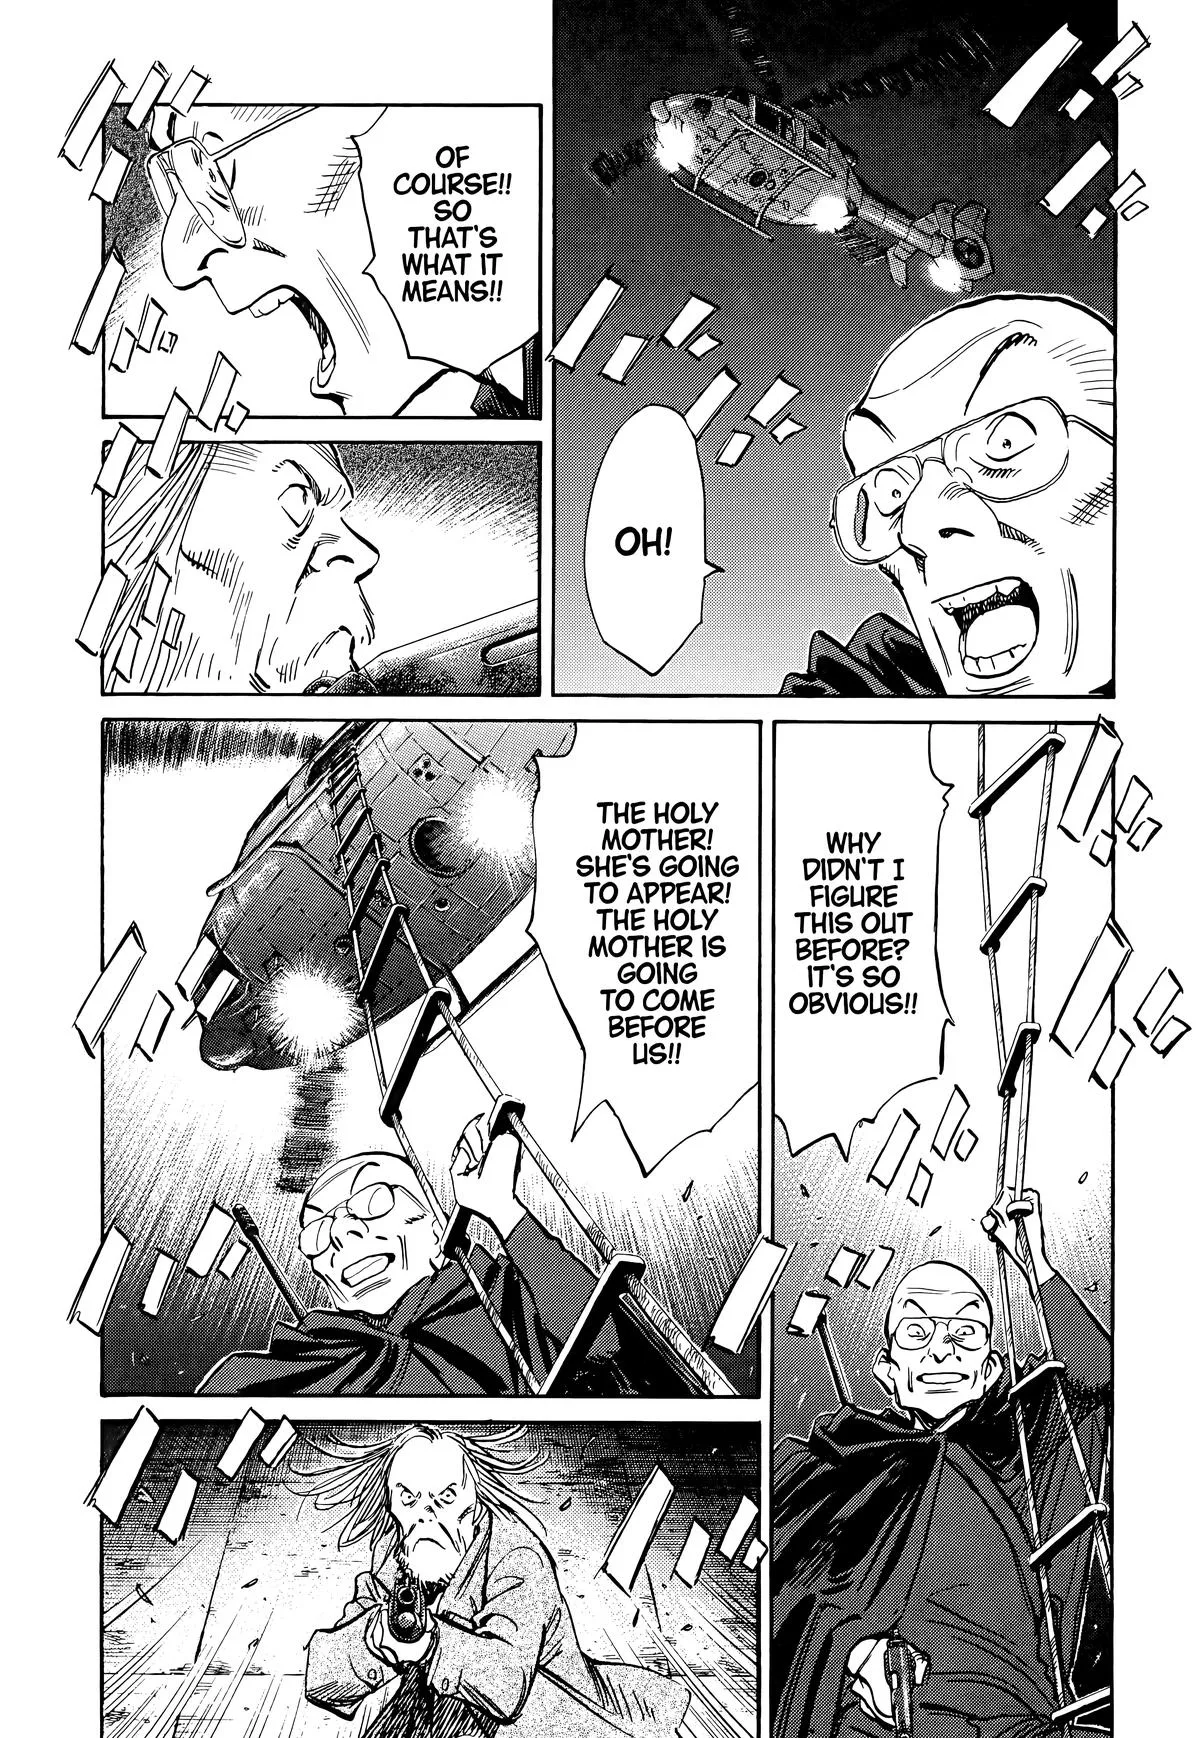 OH!
OF
COURSE!!
SO
THAT'S
WHAT IT
MEANS!!
WHY
DIDN'T I
FIGURE
THIS OUT
BEFORE?
IT'S SO
OBVIOUS!!
THE HOLY
MOTHER!
SHE'S GOING
TO APPEAR!
THE HOLY
MOTHER IS
GOING
TO COME
BEFORE
US!!